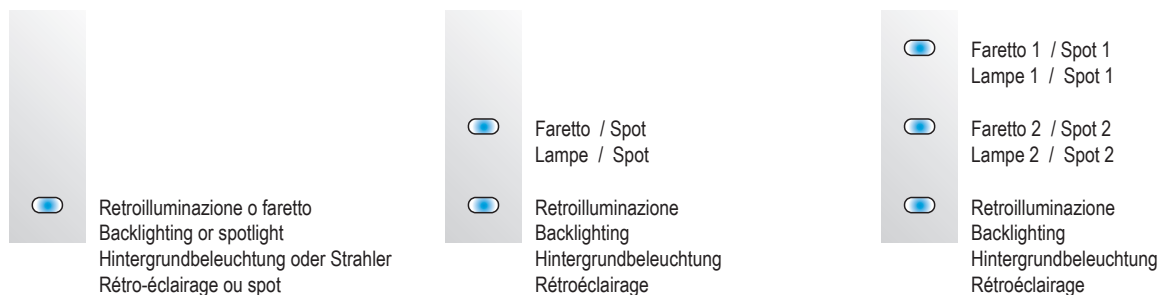 Retroilluminazione o faretto
Backlighting or spotlight
Hintergrundbeleuchtung oder Strahler
Rétro-éclairage ou spot
Faretto / Spot
Lampe / Spot
Retroilluminazione
Backlighting
Hintergrundbeleuchtung
Rétroéclairage
Faretto 1 / Spot 1
Lampe 1 / Spot 1
Faretto 2 / Spot 2
Lampe 2 / Spot 2
Retroilluminazione
Backlighting
Hintergrundbeleuchtung
Rétroéclairage